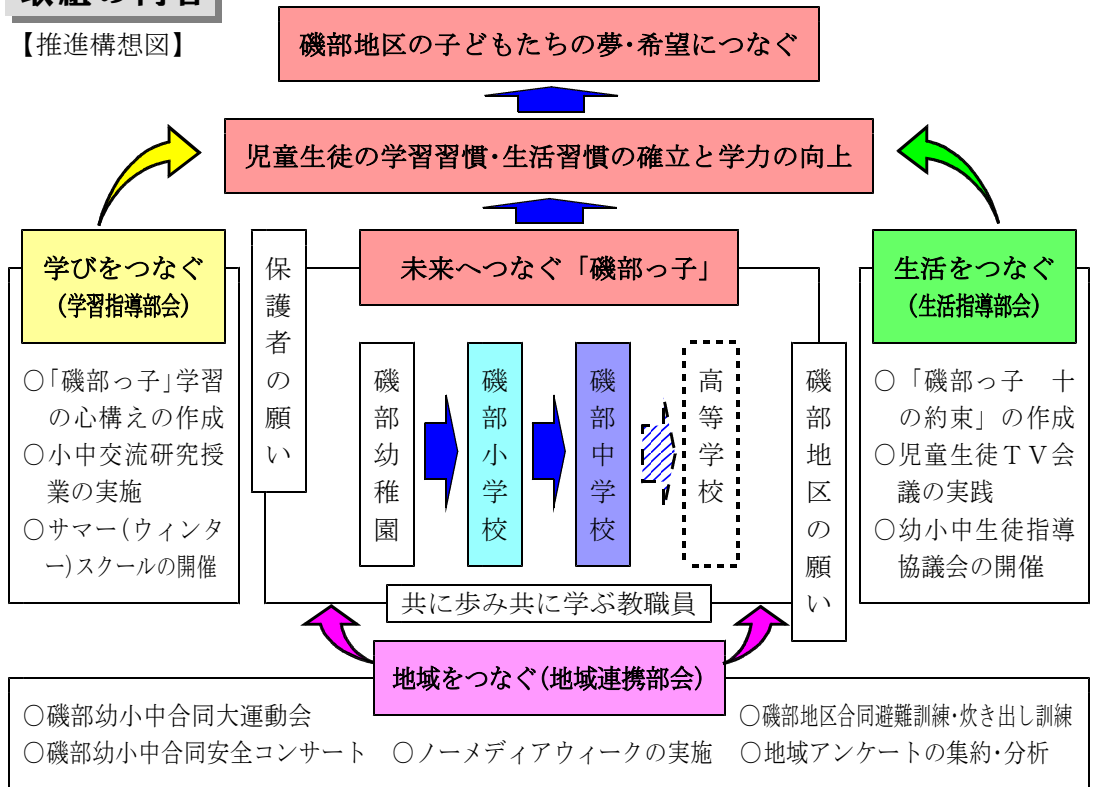 取組の内容
【推進構想図】
磯部地区の子どもたちの夢・希望につなぐ
児童生徒の学習習慣・生活習慣の確立と学力の向上
学びをつなぐ
(学習指導部会)
○「磯部っ子」学習
の心構えの作成
○小中交流研究授
業の実施
○サマー(ウィンタ
ー)スクールの開催
保護者の願い
未来へつなぐ「磯部っ子」
磯部幼稚園
磯部小学校
磯部中学校
高等学校
磯部地区の願い
共に歩み共に学ぶ教職員
生活をつなぐ
(生活指導部会)
○「磯部っ子 十
の約束」の作成
○児童生徒TV会
議の実践
○幼小中生徒指導
協議会の開催
地域をつなぐ(地域連携部会)
○磯部幼小中合同大運動会
○磯部地区合同避難訓練・炊き出し訓練
○磯部幼小中合同安全コンサート ○ノーメディアウィークの実施 ○地域アンケートの集約・分析